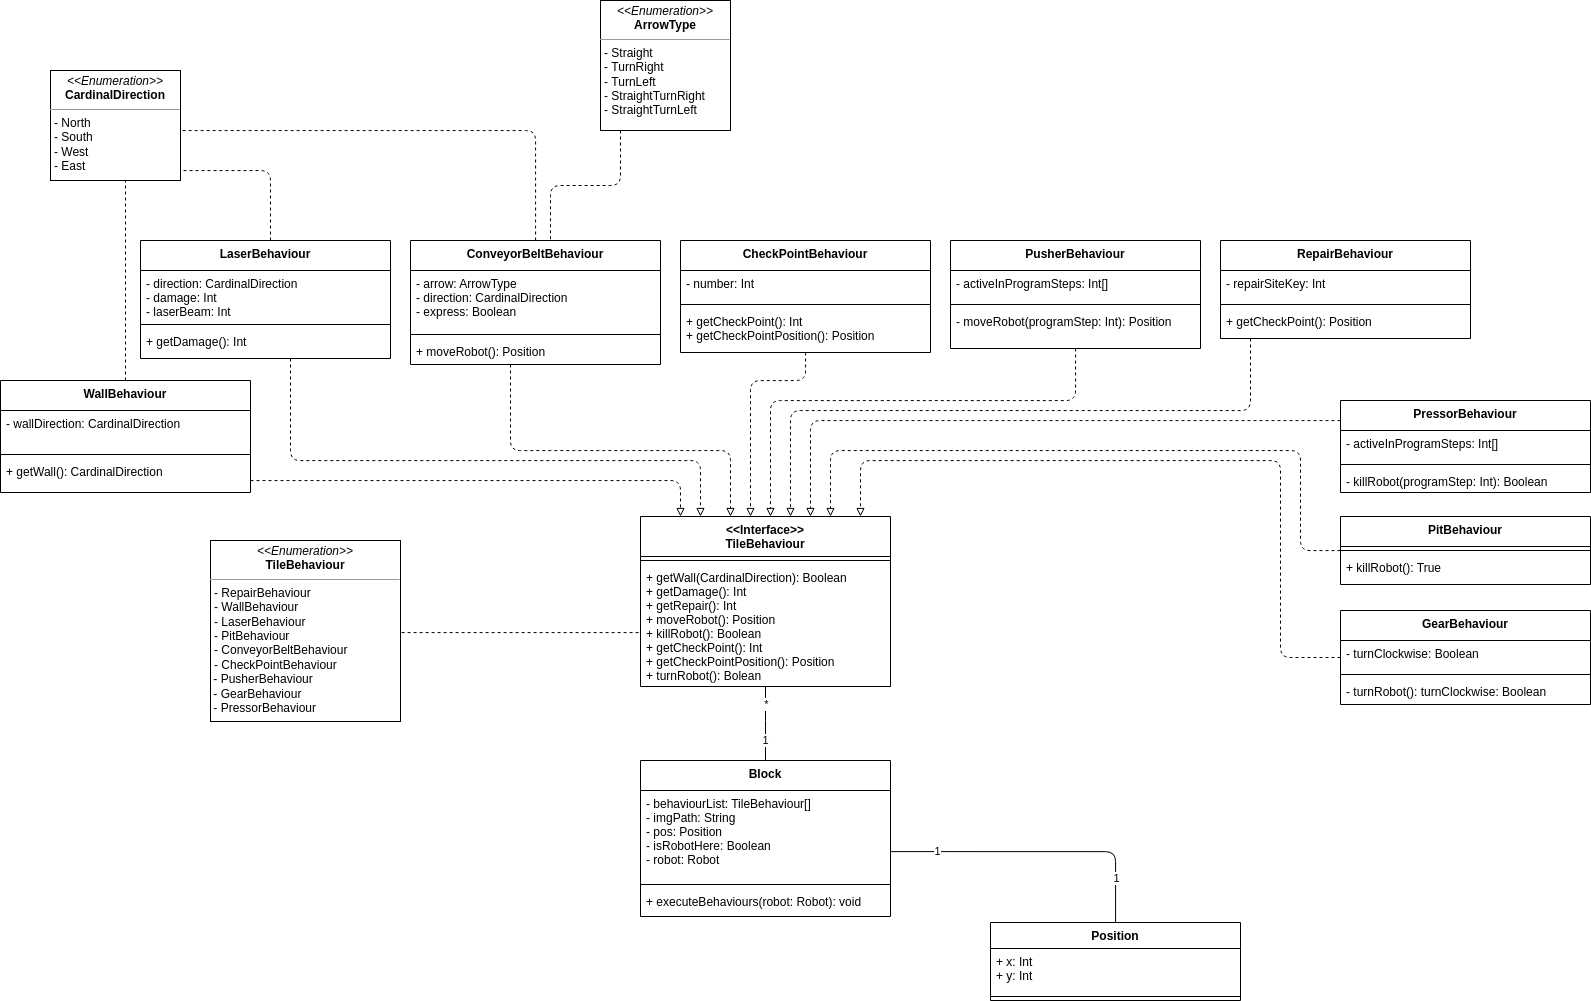 <<Enumeration>>
ArrowType
- Straight
- TurnRight
- TurnLeft
- StraightTurnRight
- StraightTurnLeft
<<Enumeration>>
CardinalDirection
- North
- South
- West
- East
LaserBehaviour
- direction: CardinalDirection
- damage: Int
- laserBeam: Int
+ getDamage(): Int
ConveyorBeltBehaviour
- arrow: ArrowType
- direction: CardinalDirection
- express: Boolean
+ moveRobot(): Position
CheckPointBehaviour
- number: Int
+ getCheckPoint(): Int
+ getCheckPointPosition(): Position
PusherBehaviour
- activeInProgramSteps: Int[]
- moveRobot(programStep: Int): Position
RepairBehaviour
- repairSiteKey: Int
+ getCheckPoint(): Position
WallBehaviour
- wallDirection: CardinalDirection
+ getWall(): CardinalDirection
PressorBehaviour
- activeInProgramSteps: Int[]
- killRobot(programStep: Int): Boolean
<<Interface>>
TileBehaviour
+ getWall(CardinalDirection): Boolean
+ getDamage(): Int
+ getRepair(): Int
+ moveRobot(): Position
+ killRobot(): Boolean
+ getCheckPoint(): Int
+ getCheckPointPosition(): Position
+ turnRobot(): Bolean
PitBehaviour
+ killRobot(): True
<<Enumeration>>
TileBehaviour
- RepairBehaviour
- WallBehaviour
- LaserBehaviour
- PitBehaviour
- ConveyorBehaviour
- CheckPointBehaviour
- PusherBehaviour
- GearBehaviour
- PressorBehaviour
GearBehaviour
- turnClockwise: Boolean
- turnRobot(): turnClockwise: Boolean
*
1
Block
- behaviourList: TileBehaviour[]
- imgPath: String
- pos: Position
- isRobotHere: Boolean
- robot: Robot
+ executeBehaviours(robot: Robot): void
1
1
Position
+ x: Int
+ y: Int